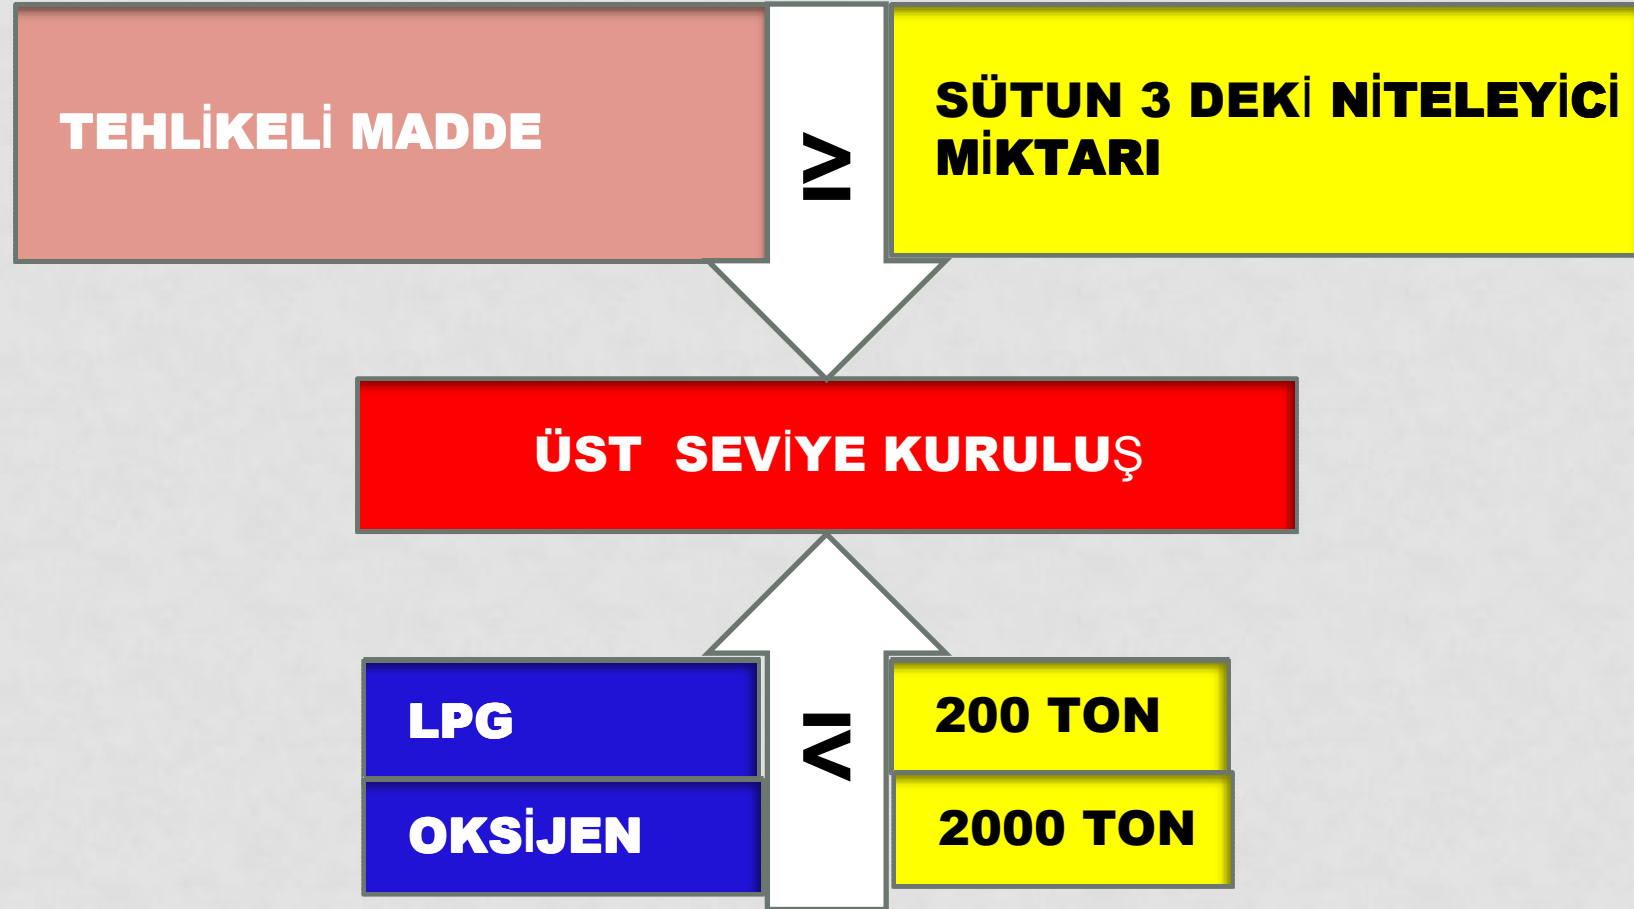 TEHLİKELİ MADDE
≥
SÜTUN 3 DEKİ NİTELEYİCİ
MİKTARI
ÜST SEVİYE KURULUŞ
LPG
≥
200 TON
OKSİJEN
2000 TON